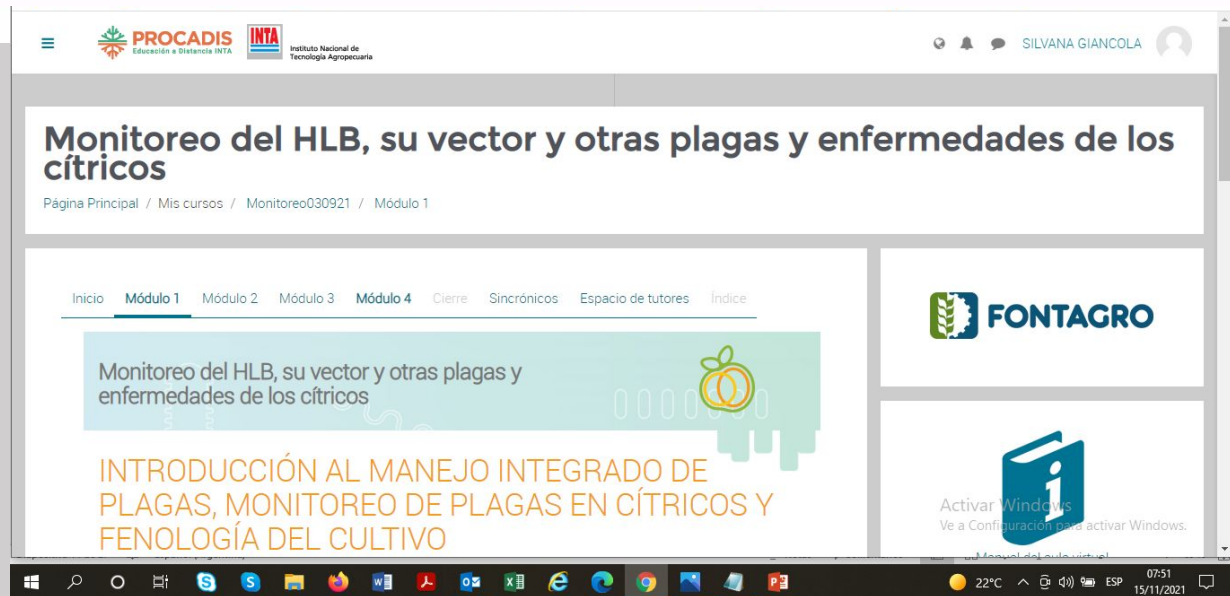 PROCADIS
Educación a Distancia INTA
INTA
Instituto Nacional de
Tecnología Agropecuaria
SILVANA GIANCOLA
Monitoreo del HLB, su vector y otras plagas y enfermedades de los
cítricos
Página Principal / Mis cursos / Monitoreo030921 / Módulo 1
Inicio Módulo 1 Módulo 2 Módulo 3 Módulo 4 Cierre Sincrónicos Espacio de tutores Índice
FONTAGRO
Monitoreo del HLB, su vector y otras plagas y
enfermedades de los cítricos
INTRODUCCIÓN AL MANEJO INTEGRADO DE
PLAGAS, MONITOREO DE PLAGAS EN CÍTRICOS Y
FENOLOGÍA DEL CULTIVO
Activar Windows
Ve a Configuración para activar Windows.
Manual del aula virtual
22°C ESP 07:51
15/11/2021